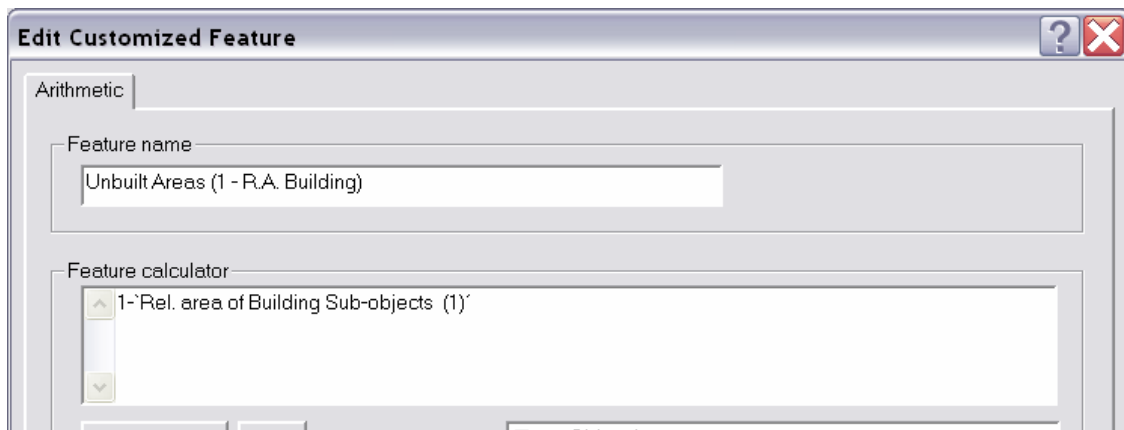 Edit Customized Feature
Arithmetic
Feature name
Unbuilt Areas (1 - R.A. Building)
Feature calculator
1-`Rel. area of Building Sub-objects (1)´